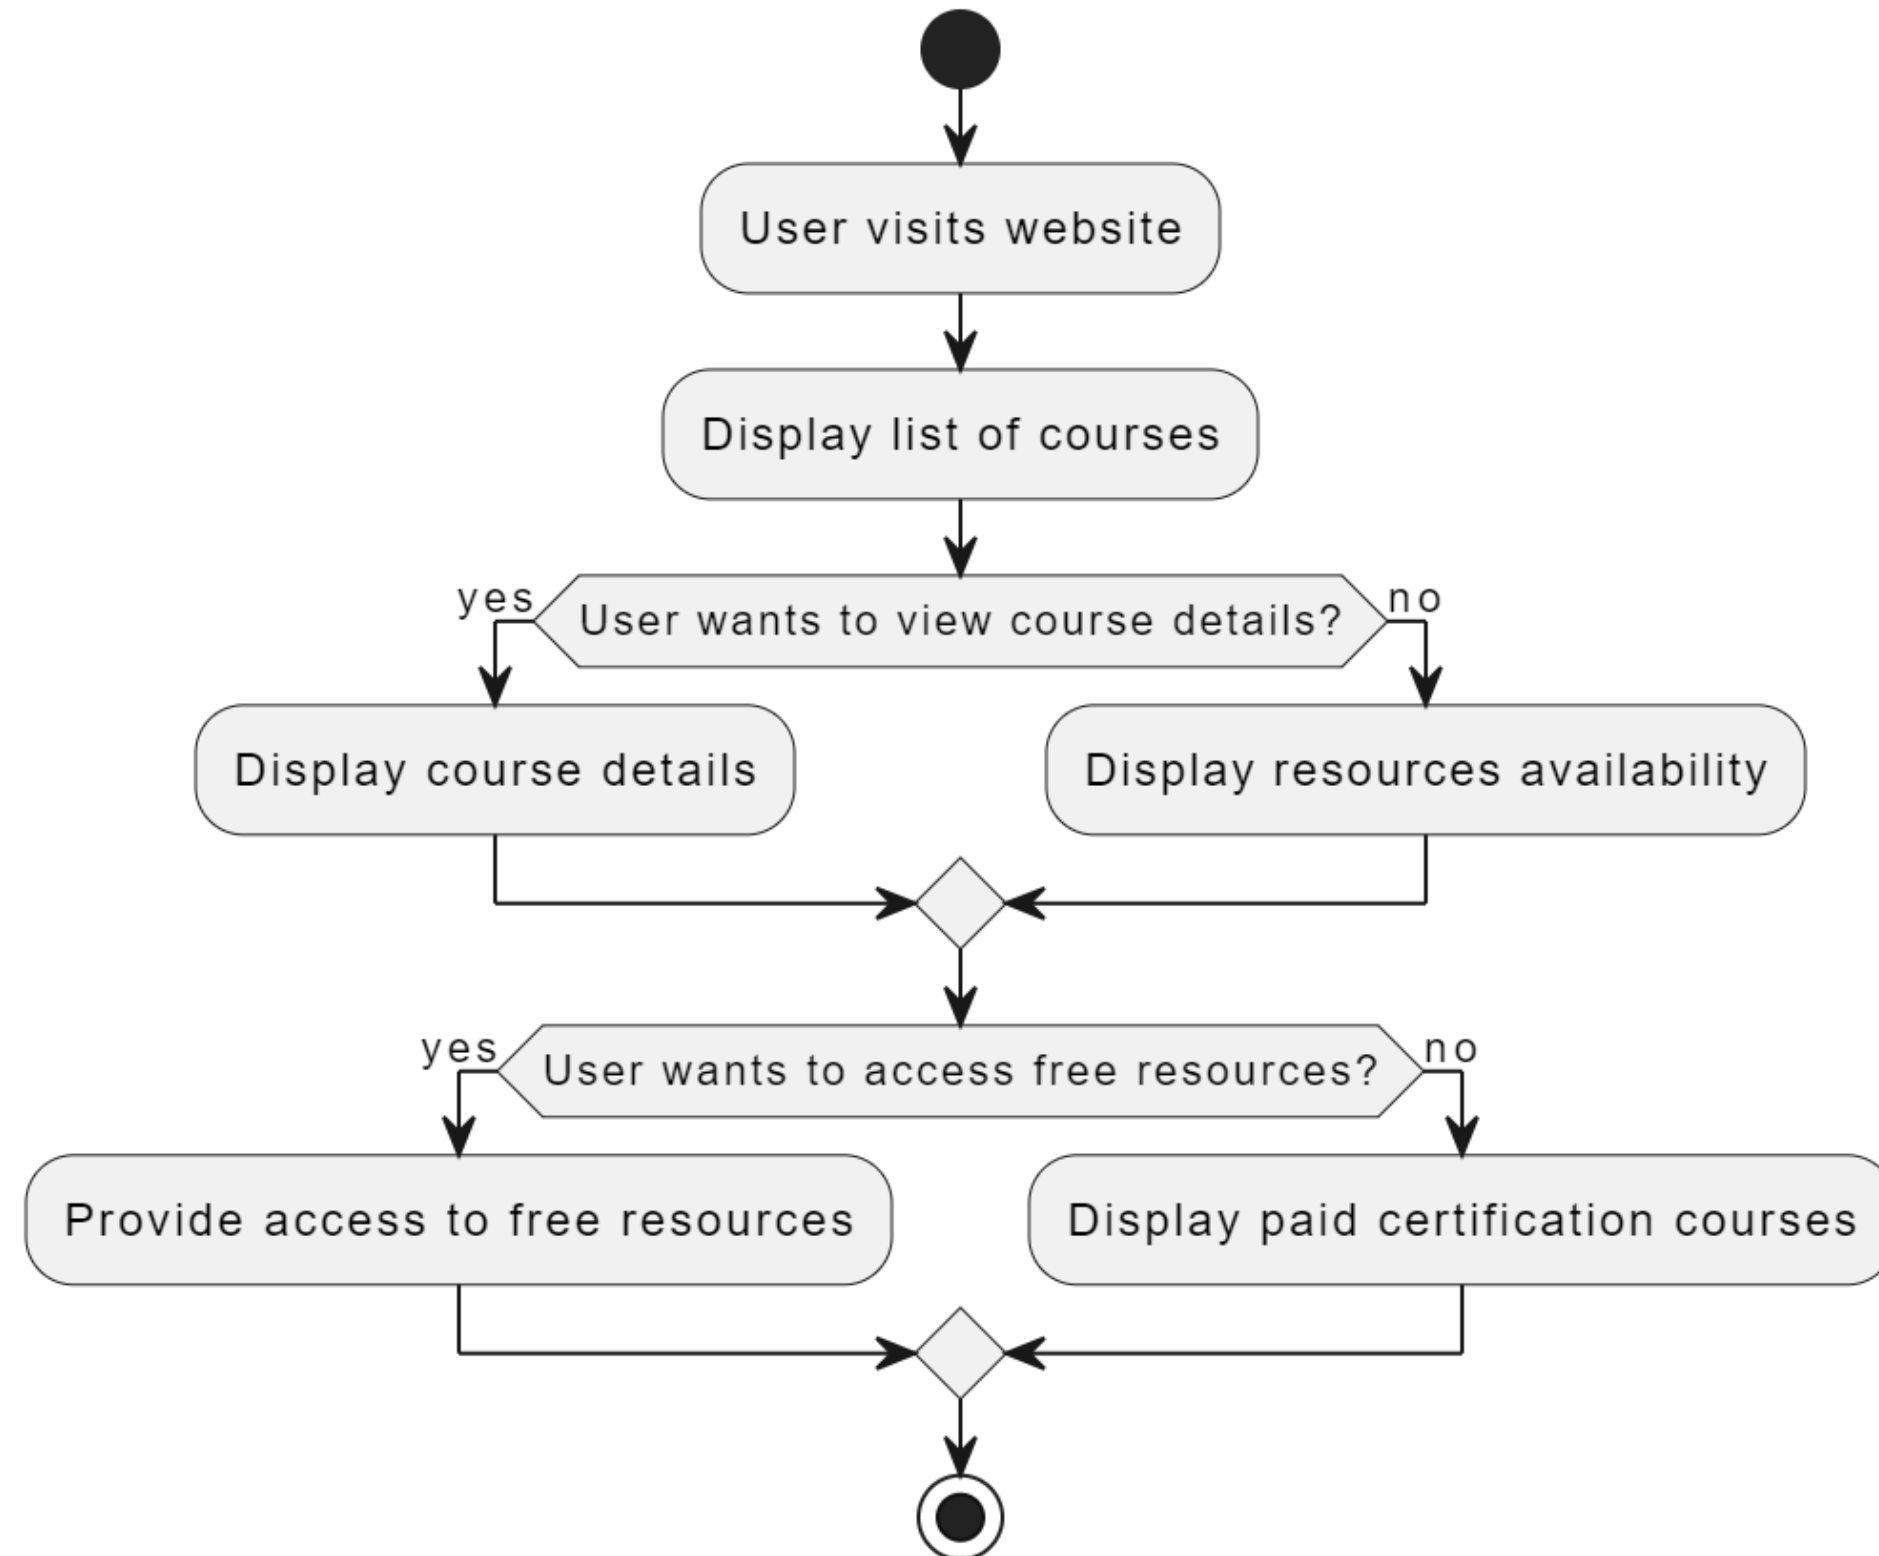 User visits website
Display list of courses
yes
User wants to view course details?
no
Display course details
Display resources availability
yes
User wants to access free resources?
no
Provide access to free resources
Display paid certification courses